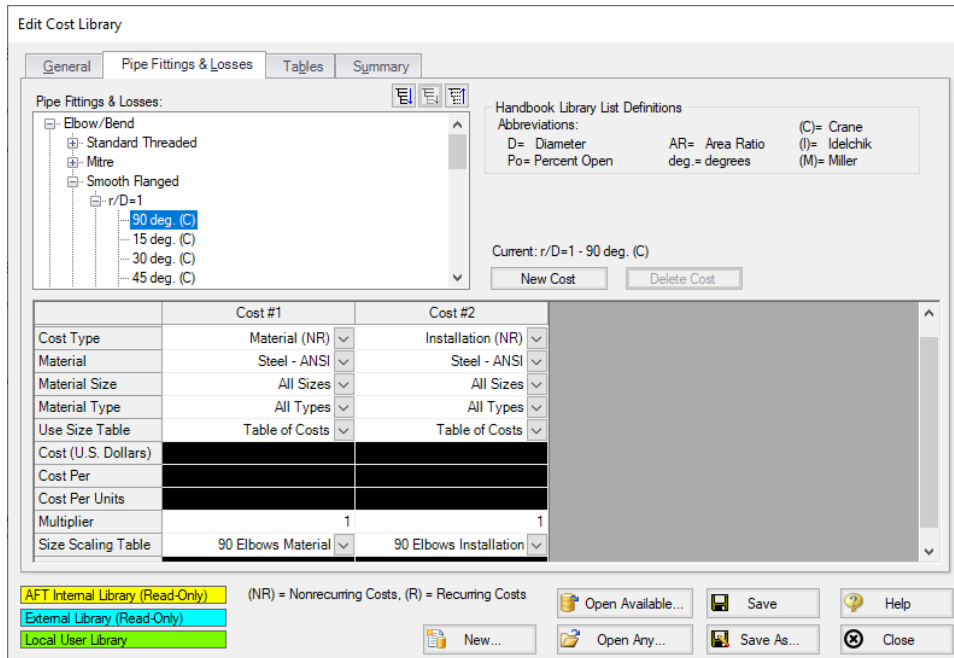 Edit Cost Library
General Pipe Fittings & Losses Tables Summary
Pipe Fittings & Losses:
Elbow/Bend
Standard Threaded
Mitre
Smooth Flanged
r/D=1
90 deg. (C)
15 deg. (C)
30 deg. (C)
45 deg. (C)
Handbook Library List Definitions
Abbreviations: (C)= Crane
D= Diameter AR= Area Ratio (I)= Idelchik
Po= Percent Open deg.= degrees (M)= Miller
Current: r/D=1 - 90 deg. (C)
New Cost Delete Cost
Cost #1 Cost #2
Cost Type Material (NR) Installation (NR)
Material Steel - ANSI Steel - ANSI
Material Size All Sizes All Sizes
Material Type All Types All Types
Use Size Table Table of Costs Table of Costs
Cost (U.S. Dollars)
Cost Per
Cost Per Units
Multiplier 1 1
Size Scaling Table 90 Elbows Material 90 Elbows Installation
AFT Internal Library (Read-Only) (NR) = Nonrecurring Costs, (R) = Recurring Costs
External Library (Read-Only)
Local User Library
Open Available... Save Help
New... Open Any... Save As... Close